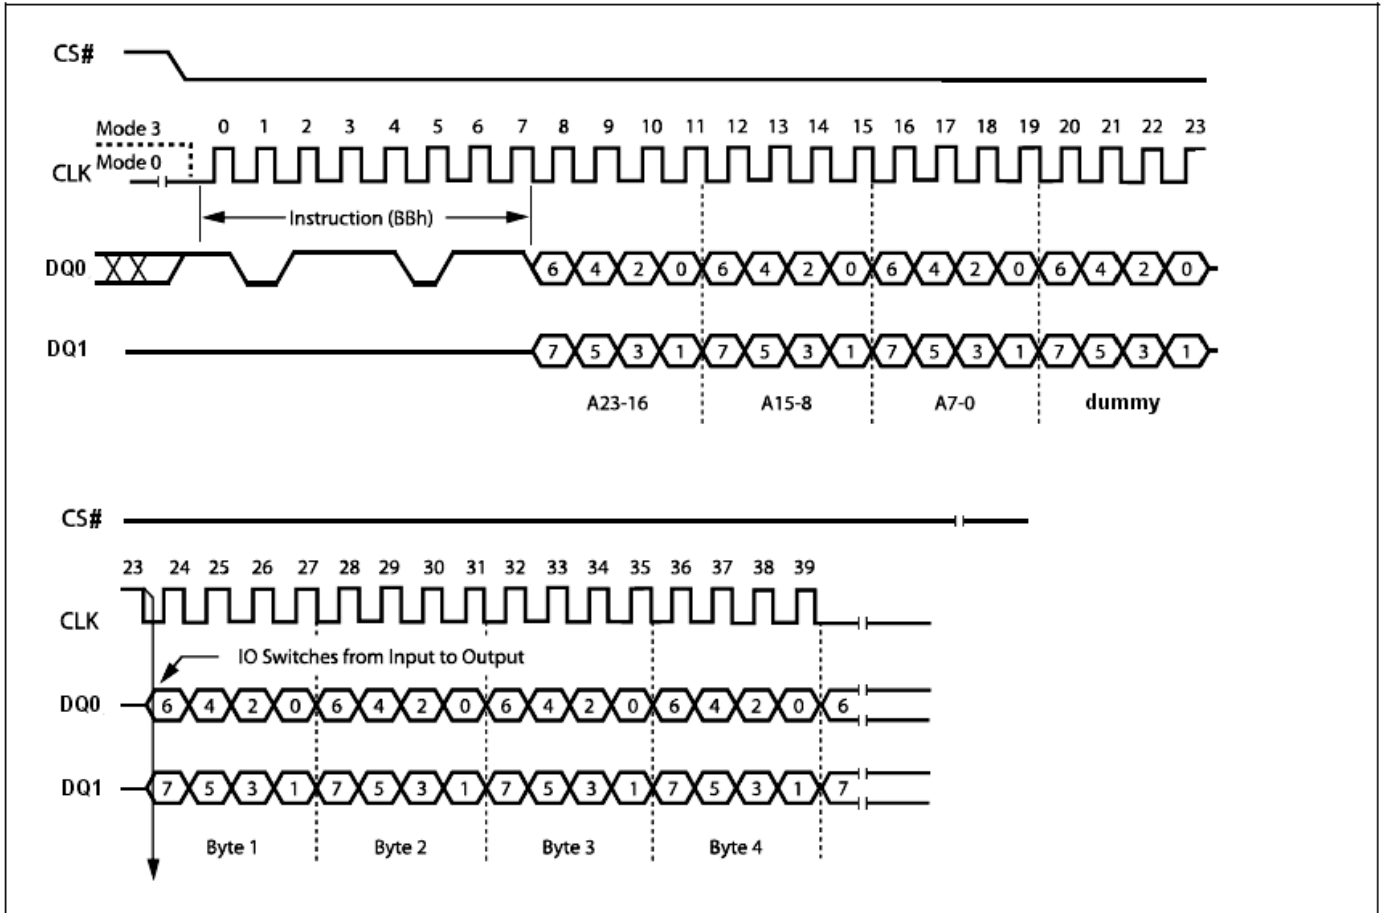 CS#
Mode 3
0 1 2 3 4 5 6 7 8 9 10 11 12 13 14 15 16 17 18 19 20 21 22 23
Mode 0
CLK
Instruction (BBh)
DQ0 6 4 2 0 6 4 2 0 6 4 2 0 6 4 2 0
DQ1 7 5 3 1 7 5 3 1 7 5 3 1 7 5 3 1
A23-16 A15-8 A7-0 dummy
CS#
23 24 25 26 27 28 29 30 31 32 33 34 35 36 37 38 39
CLK
IO Switches from Input to Output
DQ0 6 4 2 0 6 4 2 0 6 4 2 0 6 4 2 0 6
DQ1 7 5 3 1 7 5 3 1 7 5 3 1 7 5 3 1 7
Byte 1 Byte 2 Byte 3 Byte 4